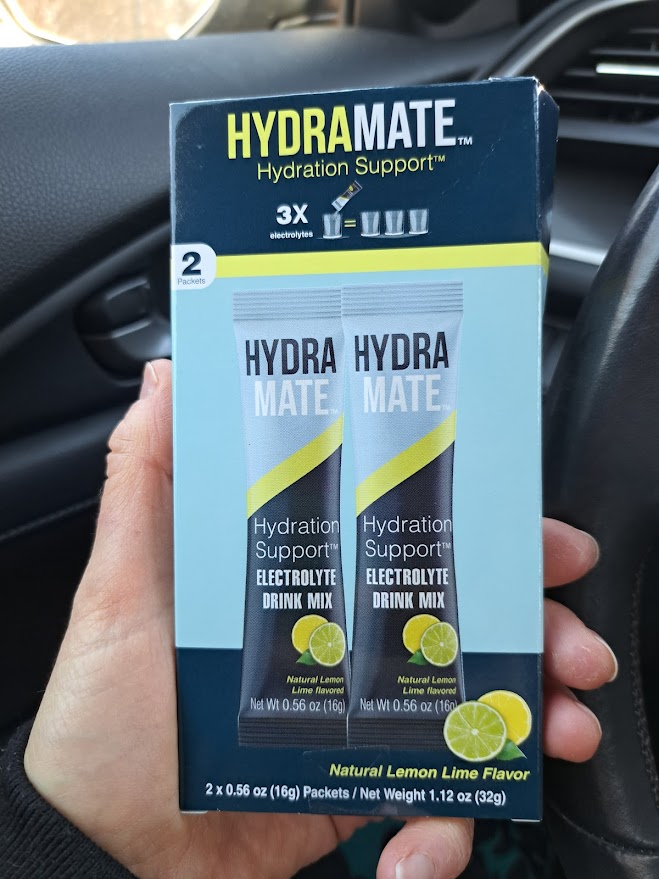 HYDRAMATE™
Hydration Support™
3X
electrolytes
=
2
Packets
HYDRA
MATE™
Hydration
Support™
ELECTROLYTE
DRINK MIX
Natural Lemon
Lime flavored
Net Wt 0.56 oz (16g)
HYDRA
MATE™
Hydration
Support™
ELECTROLYTE
DRINK MIX
Natural Lemon
Lime flavored
Net Wt 0.56 oz (16g)
Natural Lemon Lime Flavor
2 x 0.56 oz (16g) Packets / Net Weight 1.12 oz (32g)